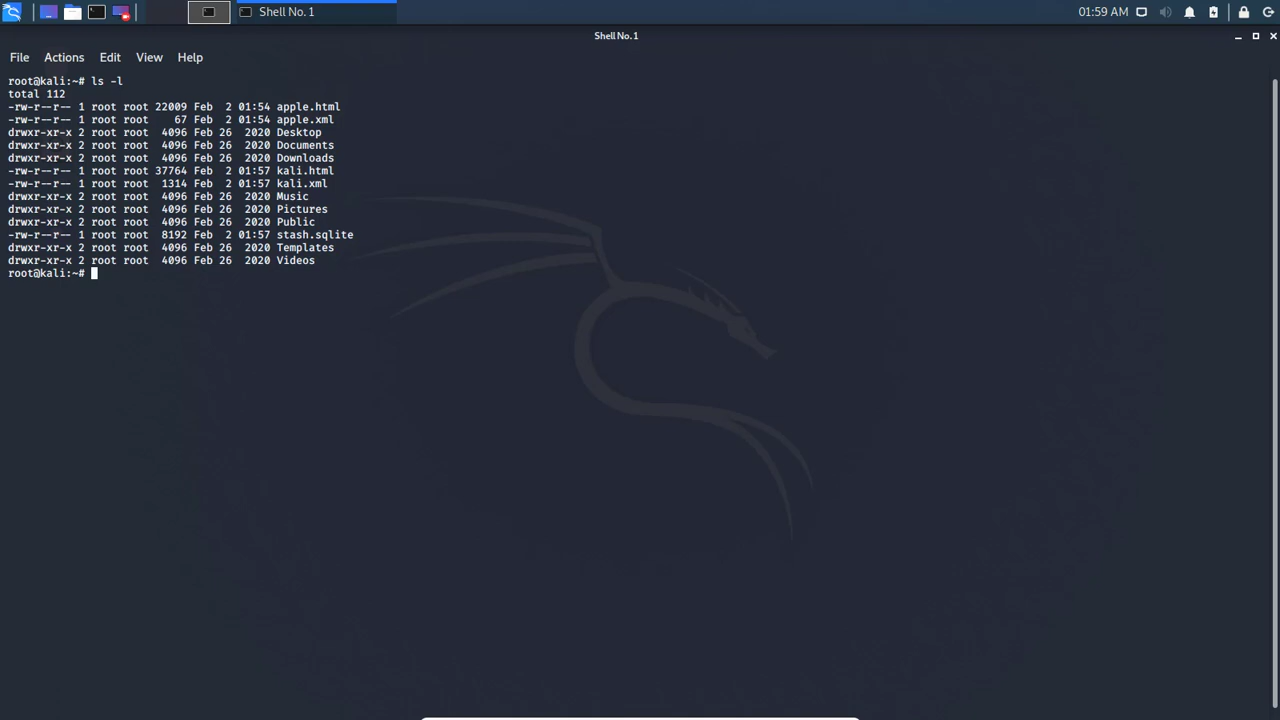 Shell No. 1
01:59 AM
Shell No. 1
File Actions Edit View Help
root@kali:~# ls -l
total 112
-rw-r--r-- 1 root root 22009 Feb  2 01:54 apple.html
-rw-r--r-- 1 root root    67 Feb  2 01:54 apple.xml
drwxr-xr-x 2 root root  4096 Feb 26  2020 Desktop
drwxr-xr-x 2 root root  4096 Feb 26  2020 Documents
drwxr-xr-x 2 root root  4096 Feb 26  2020 Downloads
-rw-r--r-- 1 root root 37764 Feb  2 01:57 kali.html
-rw-r--r-- 1 root root  1314 Feb  2 01:57 kali.xml
drwxr-xr-x 2 root root  4096 Feb 26  2020 Music
drwxr-xr-x 2 root root  4096 Feb 26  2020 Pictures
drwxr-xr-x 2 root root  4096 Feb 26  2020 Public
-rw-r--r-- 1 root root  8192 Feb  2 01:57 stash.sqlite
drwxr-xr-x 2 root root  4096 Feb 26  2020 Templates
drwxr-xr-x 2 root root  4096 Feb 26  2020 Videos
root@kali:~#